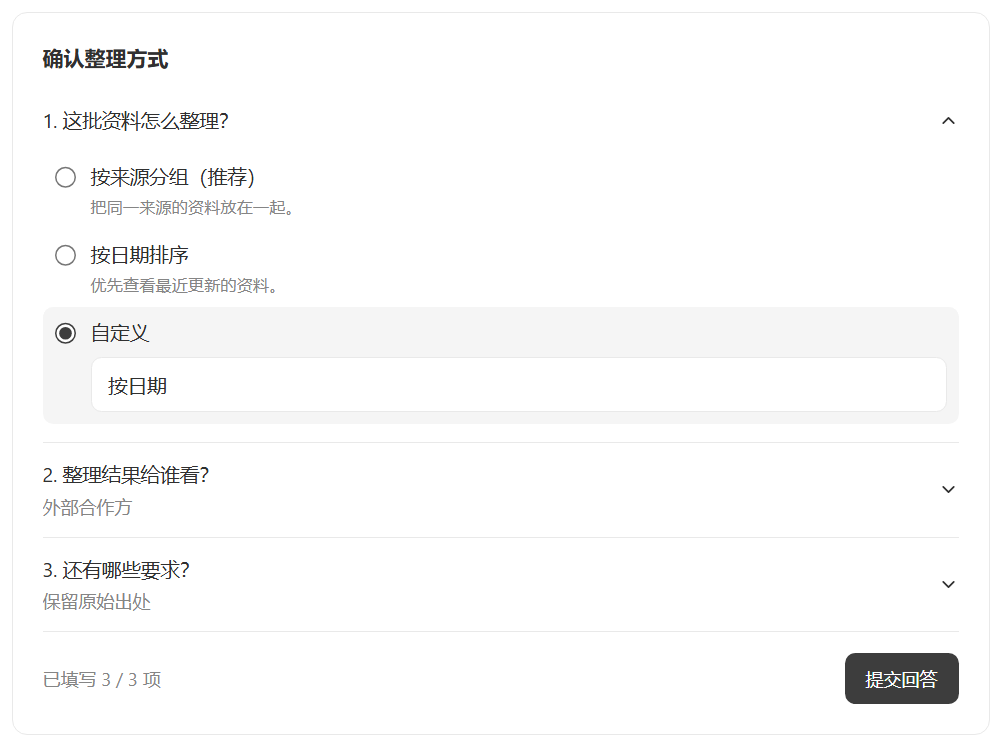 确认整理方式
1. 这批资料怎么整理？
按来源分组（推荐）
把同一来源的资料放在一起。
按日期排序
优先查看最近更新的资料。
自定义
按日期
2. 整理结果给谁看？
外部合作方
3. 还有哪些要求？
保留原始出处
已填写 3 / 3 项
提交回答